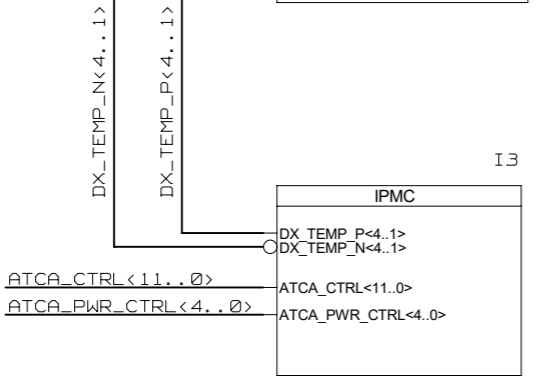 DX_TEMP_N<4..1>
DX_TEMP_P<4..1>
I3
IPMC
DX_TEMP_P<4..1>
DX_TEMP_N<4..1>
ATCA_CTRL<11..0>
ATCA_CTRL<11..0>
ATCA_PWR_CTRL<4..0>
ATCA_PWR_CTRL<4..0>